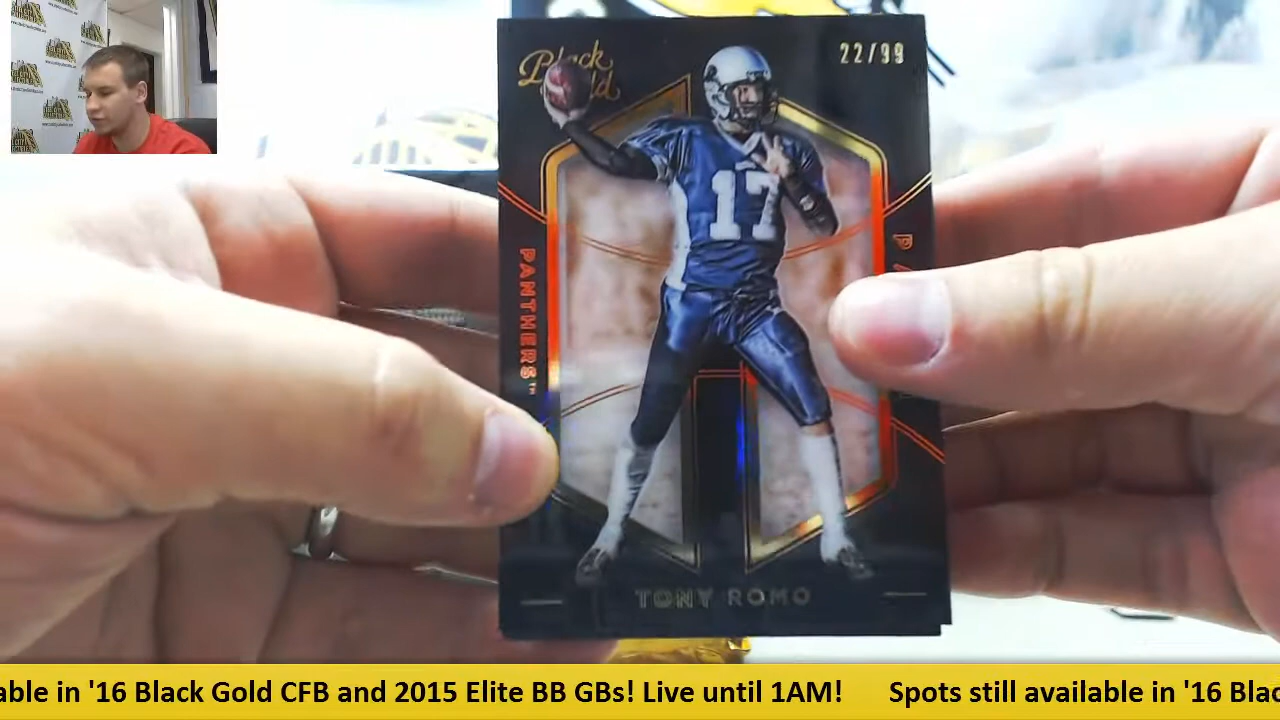 Black
Gold
22/99
17
PANTHERS™
TONY ROMO
able in '16 Black Gold CFB and 2015 Elite BB GBs! Live until 1AM! Spots still available in '16 Blac